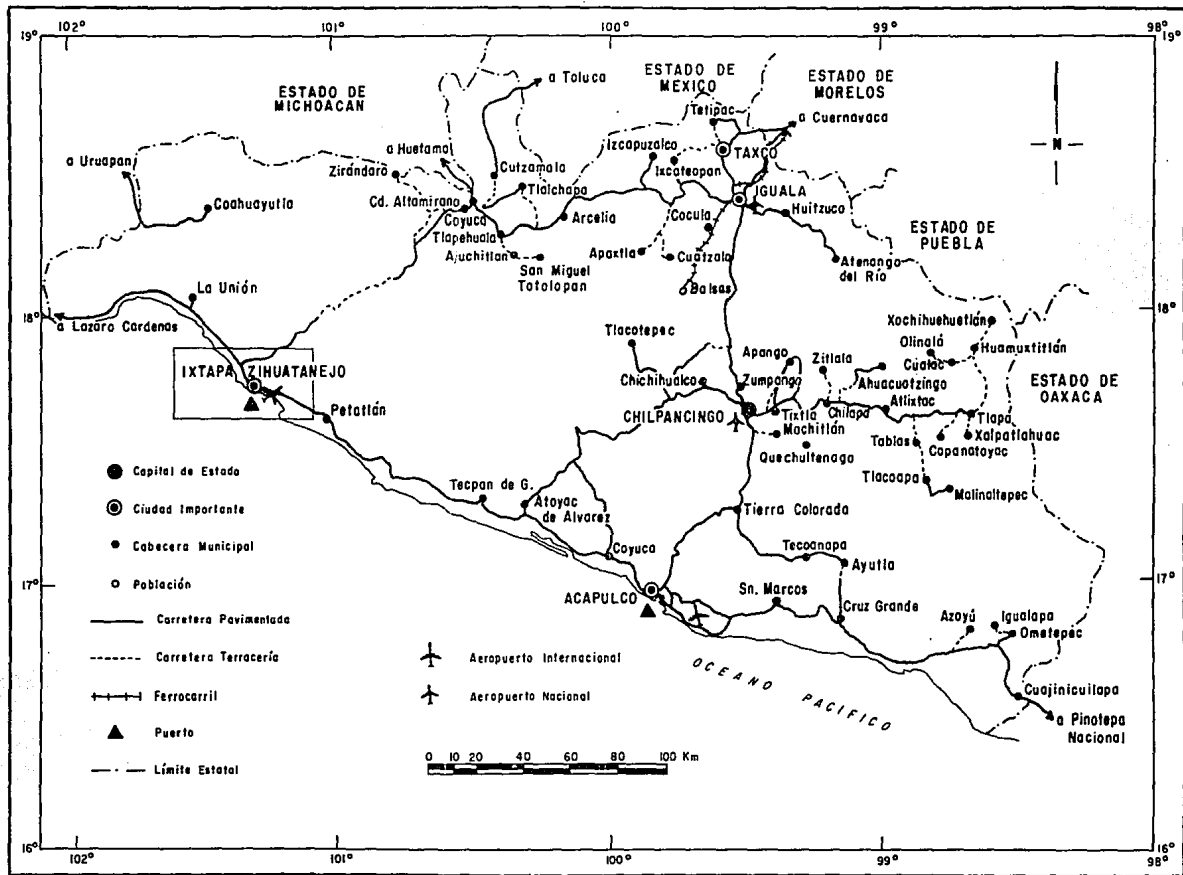 102°
101°
100°
99°
98°
19°
19°
ESTADO DE
MICHOACAN
a Toluca
ESTADO DE
MEXICO
ESTADO DE
MORELOS
Tetipac
a Cuernavaca
N
a Uruapan
a Huetamo
Zirándaro
Cutzamala
Izcapuzalco
Ixcateopan
TAXCO
Tlalchapa
Coahuayutla
Cd. Altamirano
Coyuca
Arcelia
IGUALA
Huitzuco
Cocula
Tlapehuala
Ajuchitlan
San Miguel
Totolopan
Apaxtla
Cuatzala
Balsas
Atenango
del Río
ESTADO DE
PUEBLA
La Unión
a Lazaro Cardenas
18°
18°
Xochihuehuetlán
Tlacotepec
Apango
Zitlala
Olinalá
Cualac
Huamuxtitlán
IXTAPA ZIHUATANEJO
Chichihualco
Zumpango
Ahuacuotzingo
Atlixtac
ESTADO DE
OAXACA
Petatlán
CHILPANCINGO
Tixtla
Chilapa
Tlapa
Mochitlán
Quechultenago
Tablas
Copanatoyac
Xalpatlahuac
Tlacoapa
Malinaltepec
Capital de Estado
Ciudad Importante
Cabecera Municipal
Población
Carretera Pavimentada
Carretera Terracería
Ferrocarril
Puerto
Límite Estatal
Tecpan de G.
Atoyac
de Alvarez
Tierra Colorada
Coyuca
Tecoanapa
Ayutla
17°
17°
ACAPULCO
Sn. Marcos
Cruz Grande
Azoyú
Igualapa
Ometepec
Aeropuerto Internacional
Aeropuerto Nacional
OCEANO PACIFICO
Cuajinicuilapa
a Pinotepa
Nacional
0 10 20 40 60 80 100 Km
16°
16°
102°
101°
100°
99°
98°